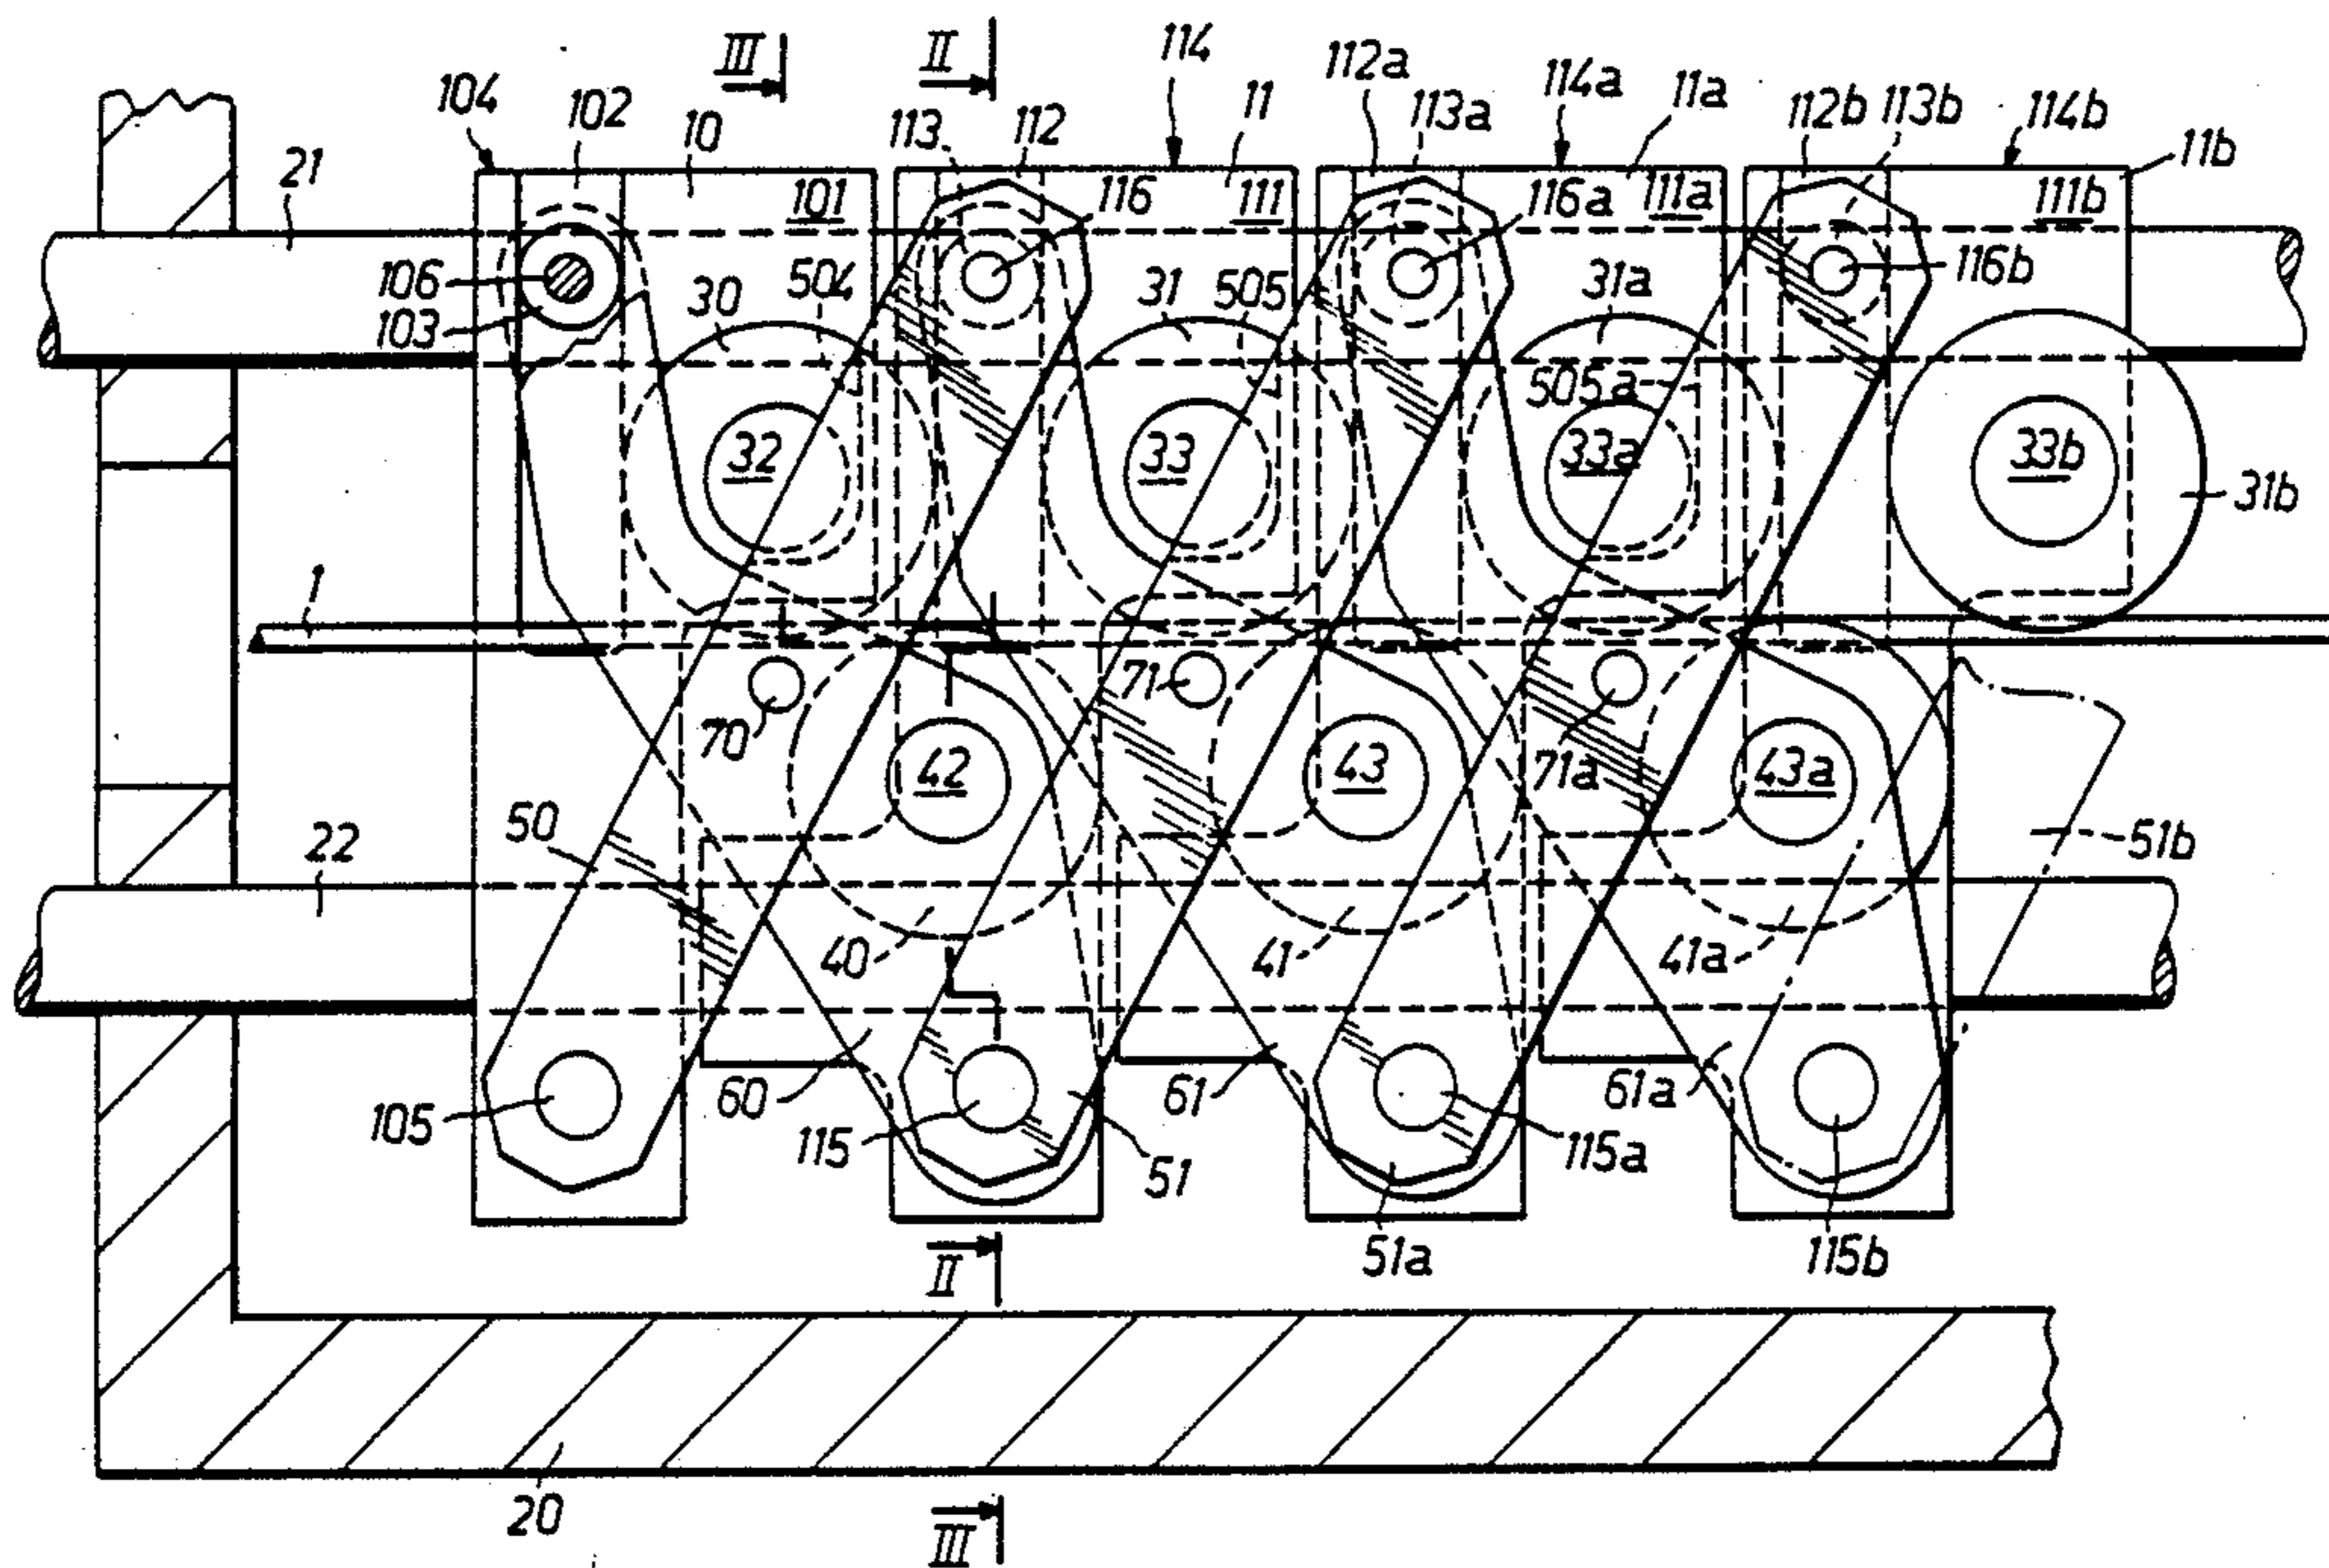 III II 114 112a 114a 11a 112b 113b 114b
104 102 10 113 112 11 113a 11b
21 101 116 111 116a 111a 111b
106 30 504 31 505 31a 116b
103 505a
32 33 33a 33b 31b
1
70 71 71a
42 43 43a
50 51b
22 40 41 41a
60 61 61a
105 115 51 115a
51a 115b
II
20
III